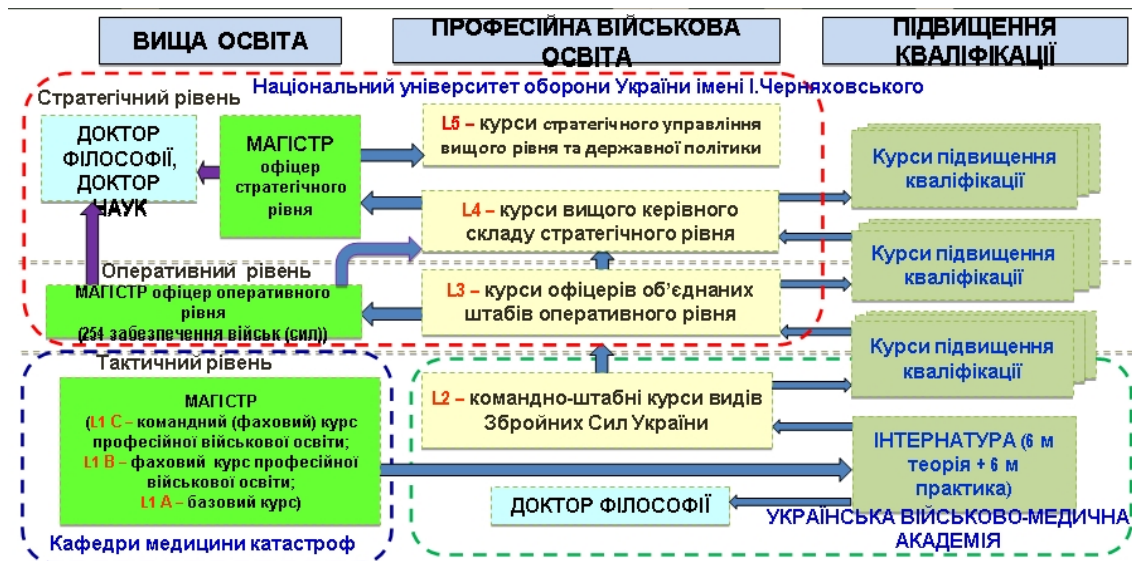 ВИЩА ОСВІТА
ПРОФЕСІЙНА ВІЙСЬКОВА
ОСВІТА
ПІДВИЩЕННЯ
КВАЛІФІКАЦІЇ
Національний університет оборони України імені І.Черняховського
Стратегічний рівень
ДОКТОР
ФІЛОСОФІЇ,
ДОКТОР
НАУК
МАГІСТР
офіцер
стратегічного
рівня
L5 – курси стратегічного управління
вищого рівня та державної політики
Курси підвищення
кваліфікації
L4 – курси вищого керівного
складу стратегічного рівня
Курси підвищення
кваліфікації
Оперативний рівень
МАГІСТР офіцер оперативного
рівня
(254 забезпечення військ (сил))
L3 – курси офіцерів об’єднаних
штабів оперативного рівня
Курси підвищення
кваліфікації
Тактичний рівень
МАГІСТР
(L1 С – командний (фаховий) курс
професійної військової освіти;
L1 В – фаховий курс професійної
військової освіти;
L1 А – базовий курс)
Кафедри медицини катастроф
L2 – командно-штабні курси видів
Збройних Сил України
ІНТЕРНАТУРА (6 м
теорія + 6 м
практика)
ДОКТОР ФІЛОСОФІЇ
УКРАЇНСЬКА ВІЙСЬКОВО-МЕДИЧНА
АКАДЕМІЯ